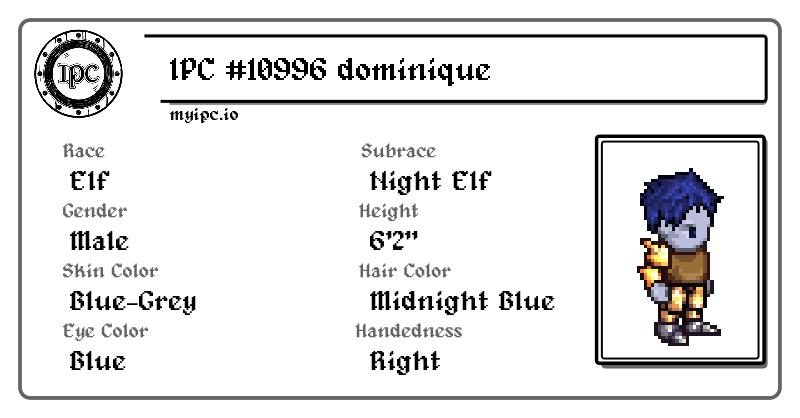 IPC
IPC #10996 dominique
myipc.io
Race
Elf
Subrace
Night Elf
Gender
Male
Height
6'2"
Skin Color
Blue-Grey
Hair Color
Midnight Blue
Eye Color
Blue
Handedness
Right